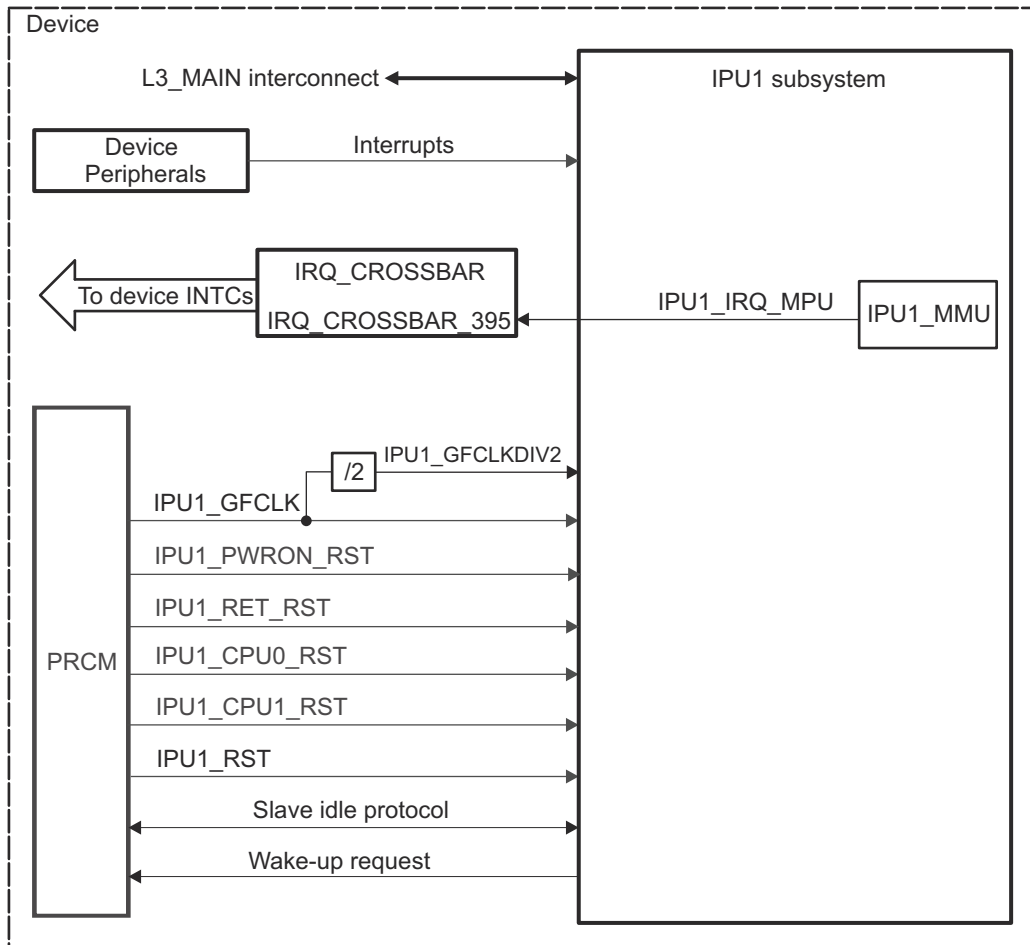 Device
L3_MAIN interconnect
IPU1 subsystem
Device
Peripherals
Interrupts
IRQ_CROSSBAR
To device INTCs
IRQ_CROSSBAR_395
IPU1_IRQ_MPU
IPU1_MMU
/2
IPU1_GFCLKDIV2
IPU1_GFCLK
IPU1_PWRON_RST
IPU1_RET_RST
PRCM
IPU1_CPU0_RST
IPU1_CPU1_RST
IPU1_RST
Slave idle protocol
Wake-up request